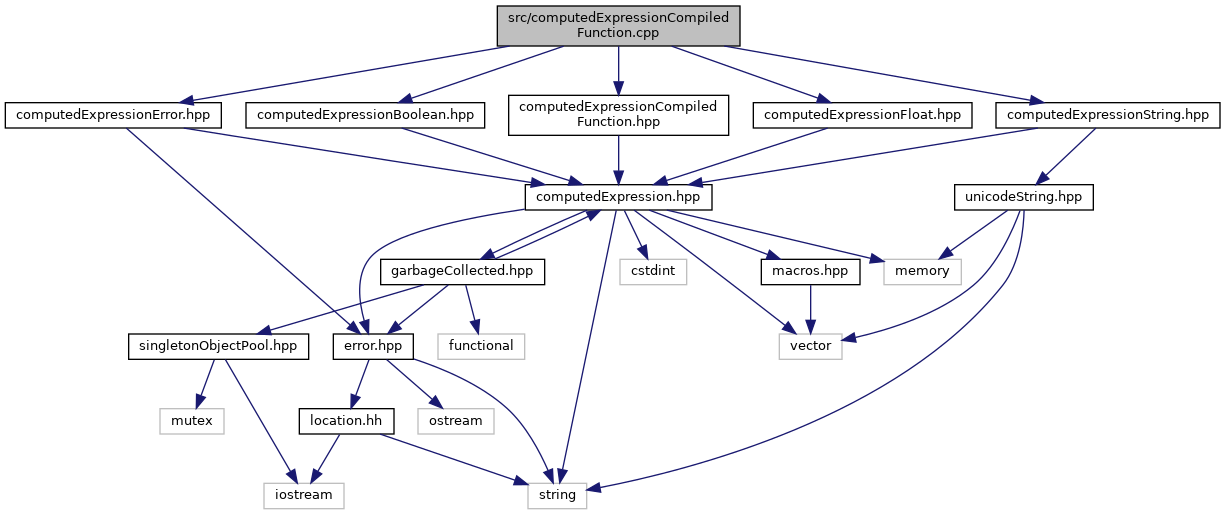 src/computedExpressionCompiled
Function.cpp
computedExpressionError.hpp
computedExpressionBoolean.hpp
computedExpressionCompiled
Function.hpp
computedExpressionFloat.hpp
computedExpressionString.hpp
computedExpression.hpp
unicodeString.hpp
garbageCollected.hpp
cstdint
macros.hpp
memory
singletonObjectPool.hpp
error.hpp
functional
vector
mutex
location.hh
ostream
iostream
string